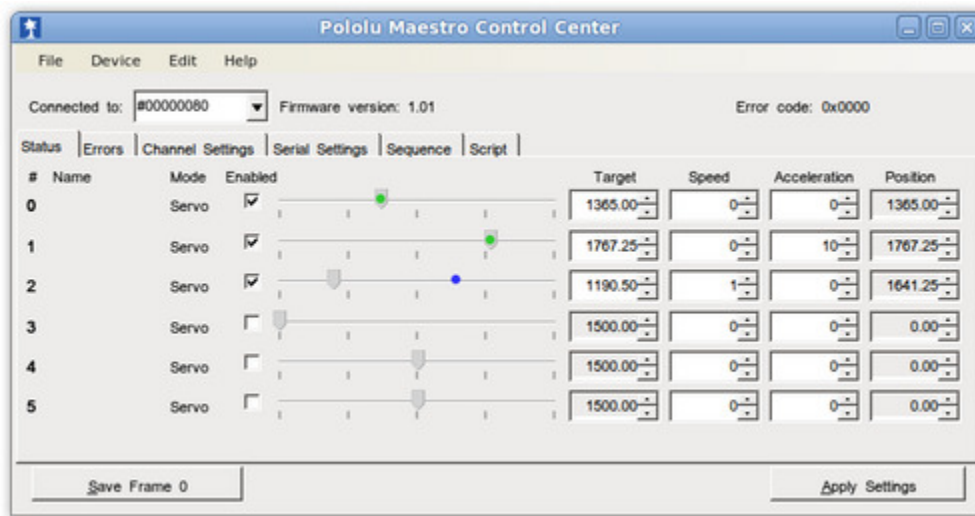 Pololu Maestro Control Center
File Device Edit Help
Connected to: #00000080 Firmware version: 1.01 Error code: 0x0000
Status Errors Channel Settings Serial Settings Sequence Script
# Name Mode Enabled Target Speed Acceleration Position
0 Servo 1365.00 0 0 1365.00
1 Servo 1767.25 0 10 1767.25
2 Servo 1190.50 1 0 1641.25
3 Servo 1500.00 0 0 0.00
4 Servo 1500.00 0 0 0.00
5 Servo 1500.00 0 0 0.00
Save Frame 0 Apply Settings